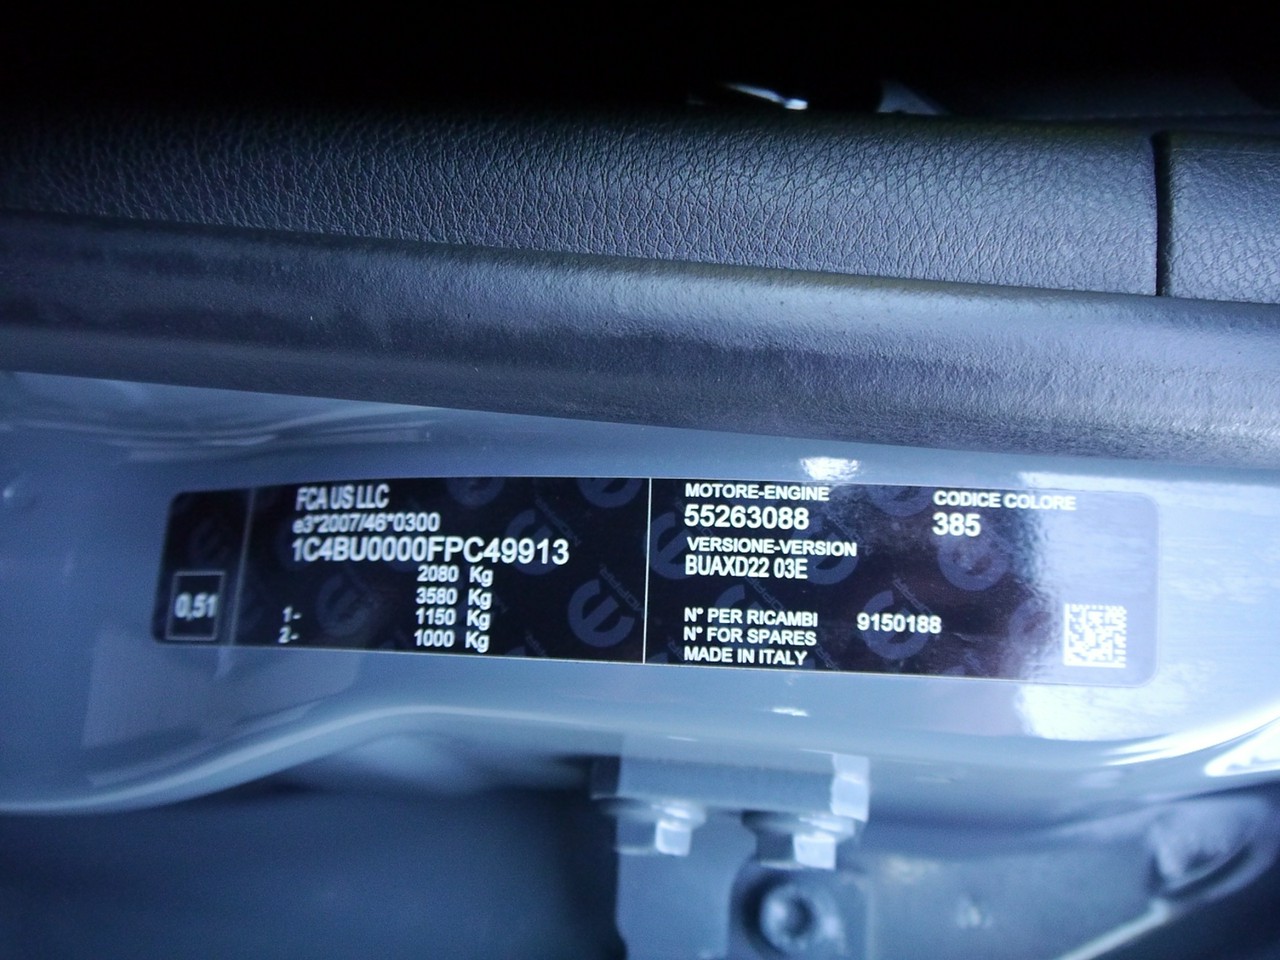 FCA US LLC
e3*2007/46*0300
1C4BU0000FPC49913
2080 Kg
3580 Kg
1- 1150 Kg
2- 1000 Kg
0,51
MOTORE-ENGINE
55263088
CODICE COLORE
385
VERSIONE-VERSION
BUAXD22 03E
N° PER RICAMBI 9150188
N° FOR SPARES
MADE IN ITALY